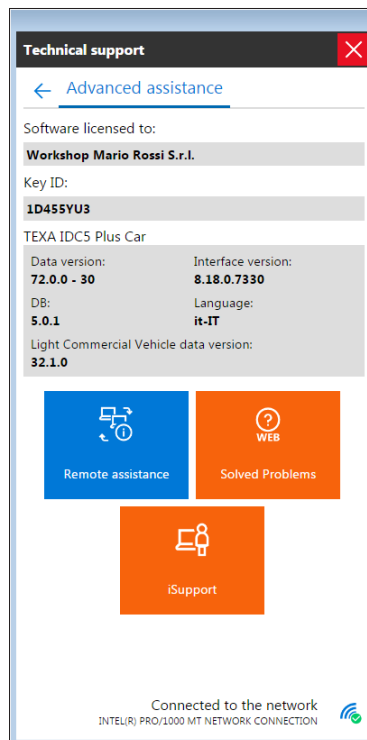 Technical support
Advanced assistance
Software licensed to:
Workshop Mario Rossi S.r.l.
Key ID:
1D455YU3
TEXA IDC5 Plus Car
Data version:
72.0.0 - 30
Interface version:
8.18.0.7330
DB:
5.0.1
Language:
it-IT
Light Commercial Vehicle data version:
32.1.0
WEB
Remote assistance
Solved Problems
iSupport
Connected to the network
INTEL(R) PRO/1000 MT NETWORK CONNECTION